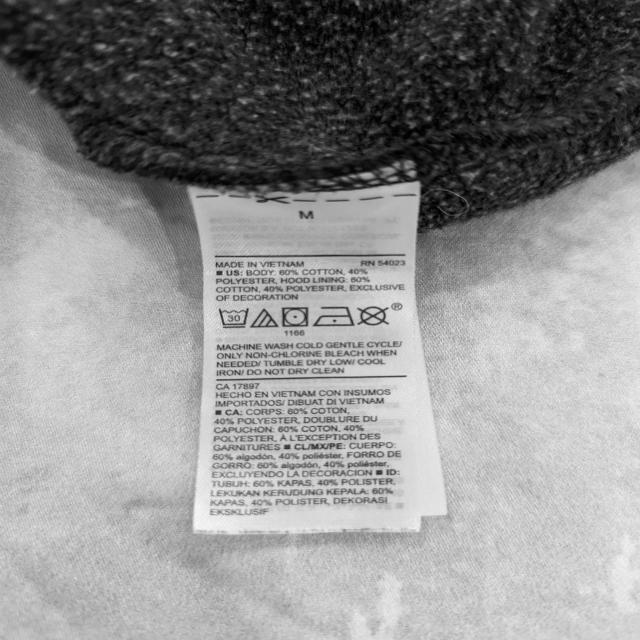 M
MADE IN VIETNAM RN 54023
■ US: BODY: 60% COTTON, 40%
POLYESTER, HOOD LINING: 60%
COTTON, 40% POLYESTER, EXCLUSIVE
OF DECORATION
30 ®
1166
MACHINE WASH COLD GENTLE CYCLE/
ONLY NON-CHLORINE BLEACH WHEN
NEEDED/ TUMBLE DRY LOW/ COOL
IRON/ DO NOT DRY CLEAN
CA 17897
HECHO EN VIETNAM CON INSUMOS
IMPORTADOS/ DIBUAT DI VIETNAM
■ CA: CORPS: 60% COTON,
40% POLYESTER, DOUBLURE DU
CAPUCHON: 60% COTON, 40%
POLYESTER, À L'EXCEPTION DES
GARNITURES ■ CL/MX/PE: CUERPO:
60% algodón, 40% poliéster, FORRO DE
GORRO: 60% algodón, 40% poliéster,
EXCLUYENDO LA DECORACION ■ ID:
TUBUH: 60% KAPAS, 40% POLISTER,
LEKUKAN KERUDUNG KEPALA: 60%
KAPAS, 40% POLISTER, DEKORASI
EKSKLUSIF